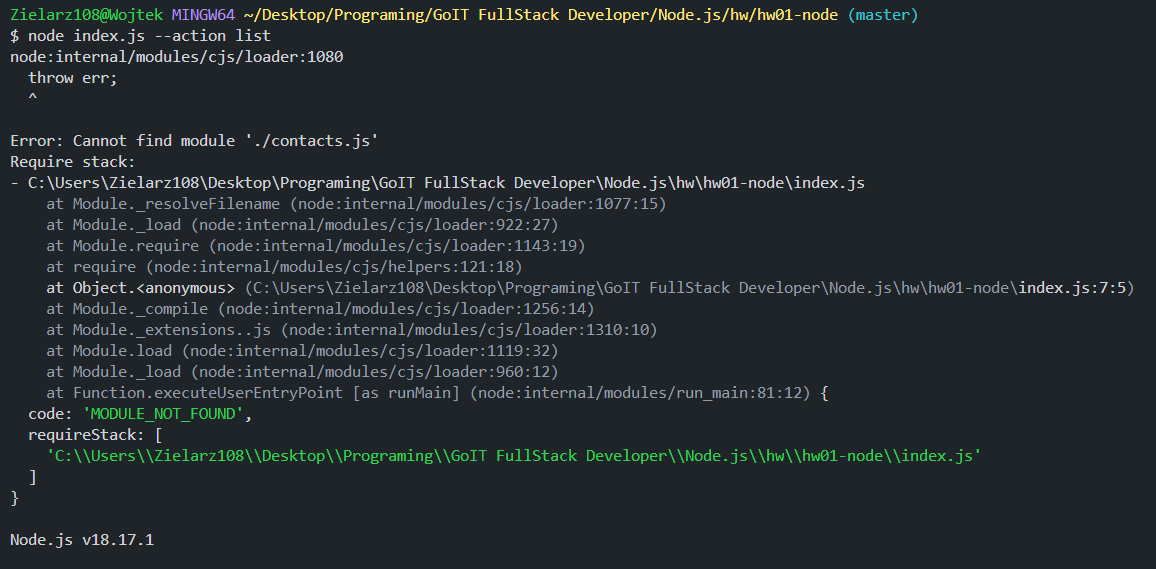 Zielarz108@Wojtek MINGW64 ~/Desktop/Programing/GoIT FullStack Developer/Node.js/hw/hw01-node (master)
$ node index.js --action list
node:internal/modules/cjs/loader:1080
  throw err;
  ^

Error: Cannot find module './contacts.js'
Require stack:
- C:\Users\Zielarz108\Desktop\Programing\GoIT FullStack Developer\Node.js\hw\hw01-node\index.js
    at Module._resolveFilename (node:internal/modules/cjs/loader:1077:15)
    at Module._load (node:internal/modules/cjs/loader:922:27)
    at Module.require (node:internal/modules/cjs/loader:1143:19)
    at require (node:internal/modules/cjs/helpers:121:18)
    at Object.<anonymous> (C:\Users\Zielarz108\Desktop\Programing\GoIT FullStack Developer\Node.js\hw\hw01-node\index.js:7:5)
    at Module._compile (node:internal/modules/cjs/loader:1256:14)
    at Module._extensions..js (node:internal/modules/cjs/loader:1310:10)
    at Module.load (node:internal/modules/cjs/loader:1119:32)
    at Module._load (node:internal/modules/cjs/loader:960:12)
    at Function.executeUserEntryPoint [as runMain] (node:internal/modules/run_main:81:12) {
  code: 'MODULE_NOT_FOUND',
  requireStack: [
    'C:\\Users\\Zielarz108\\Desktop\\Programing\\GoIT FullStack Developer\\Node.js\\hw\\hw01-node\\index.js'
  ]
}

Node.js v18.17.1